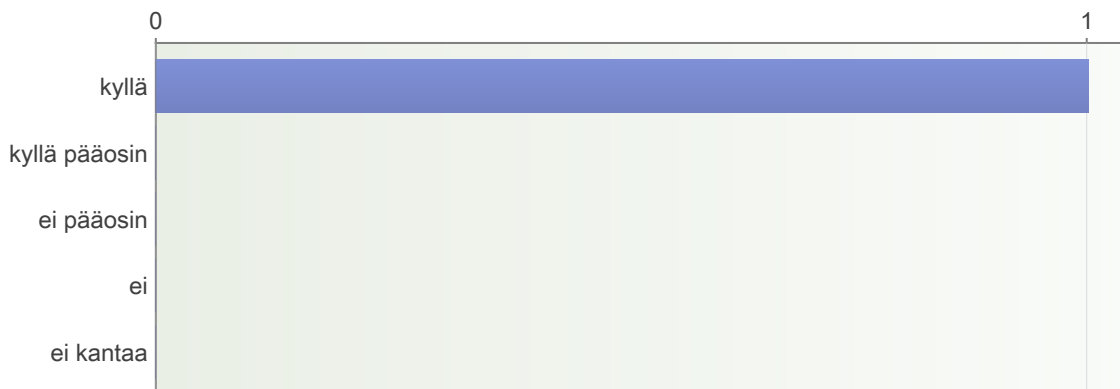 0 1
kyllä
kyllä pääosin
ei pääosin
ei
ei kantaa